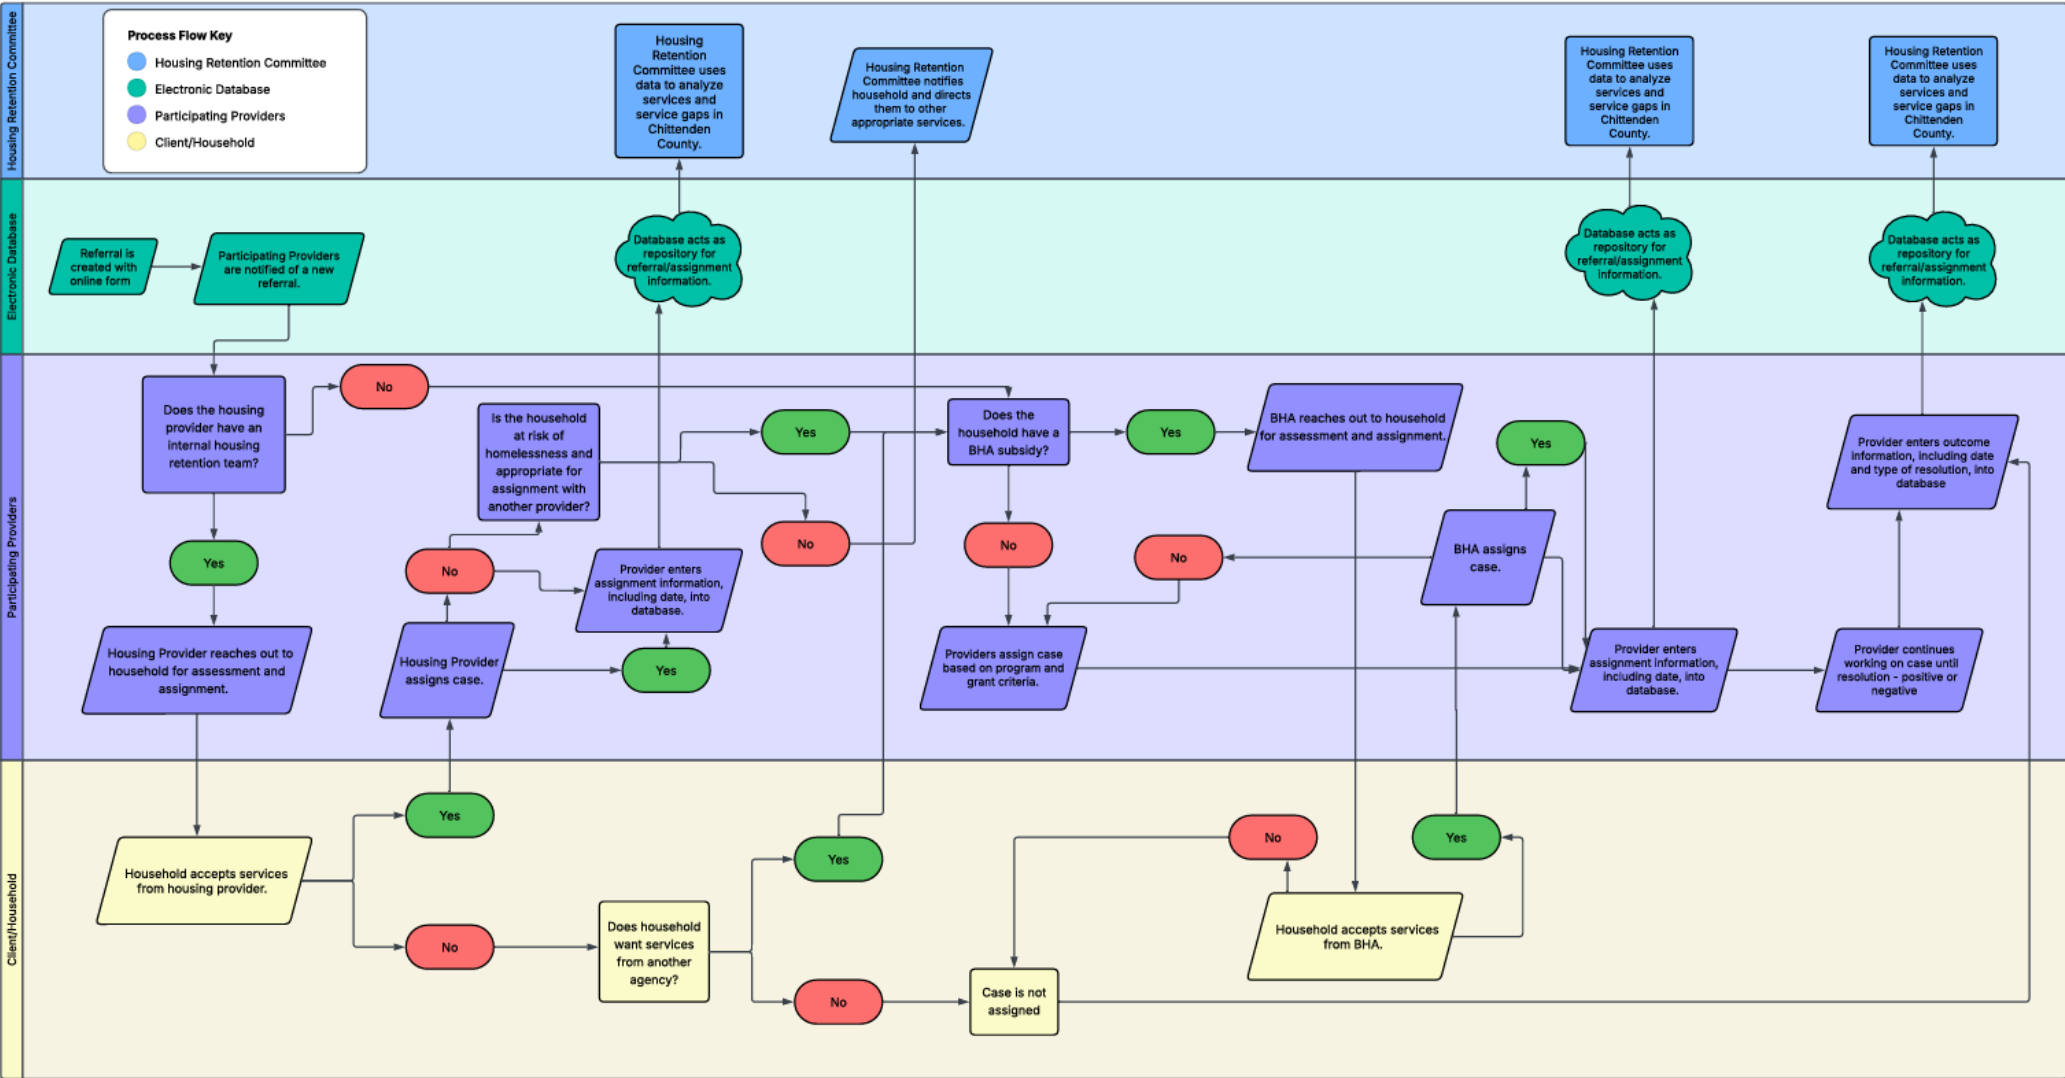 Housing Retention Committee
Process Flow Key
Housing Retention Committee
Electronic Database
Participating Providers
Client/Household
Housing
Retention
Committee uses
data to analyze
services and
service gaps in
Chittenden
County.
Housing Retention
Committee notifies
household and directs
them to other
appropriate services.
Housing Retention
Committee uses
data to analyze
services and
service gaps in
Chittenden
County.
Housing Retention
Committee uses
data to analyze
services and
service gaps in
Chittenden
County.
Electronic Database
Referral is
created with
online form
Participating Providers
are notified of a new
referral.
Database acts as
repository for
referral/assignment
information.
Database acts as
repository for
referral/assignment
information.
Database acts as
repository for
referral/assignment
information.
Participating Providers
Does the housing
provider have an
internal housing
retention team?
No
Yes
Housing Provider reaches out to
household for assessment and
assignment.
Housing Provider
assigns case.
No
Yes
Is the household
at risk of
homelessness and
appropriate for
assignment with
another provider?
Provider enters
assignment information,
including date, into
database.
Yes
No
Does the
household have a
BHA subsidy?
Yes
No
BHA reaches out to household
for assessment and assignment.
No
Providers assign case
based on program and
grant criteria.
BHA assigns
case.
Yes
Provider enters
assignment information,
including date, into
database.
Provider continues
working on case until
resolution - positive or
negative
Provider enters outcome
information, including date
and type of resolution, into
database
Client/Household
Household accepts services
from housing provider.
Yes
No
Does household
want services
from another
agency?
Yes
No
Case is not
assigned
No
Yes
Household accepts services
from BHA.